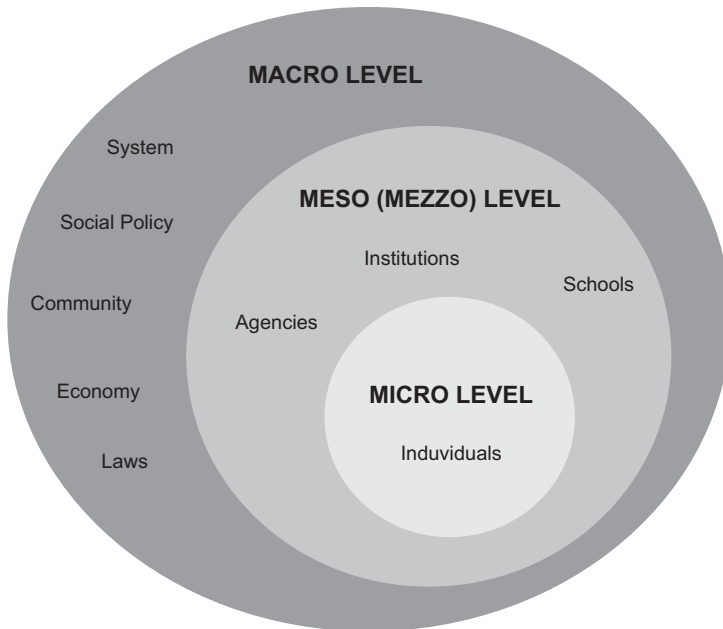 MACRO LEVEL
System
MESO (MEZZO) LEVEL
Social Policy
Institutions
Schools
Community
Agencies
Economy
MICRO LEVEL
Induviduals
Laws